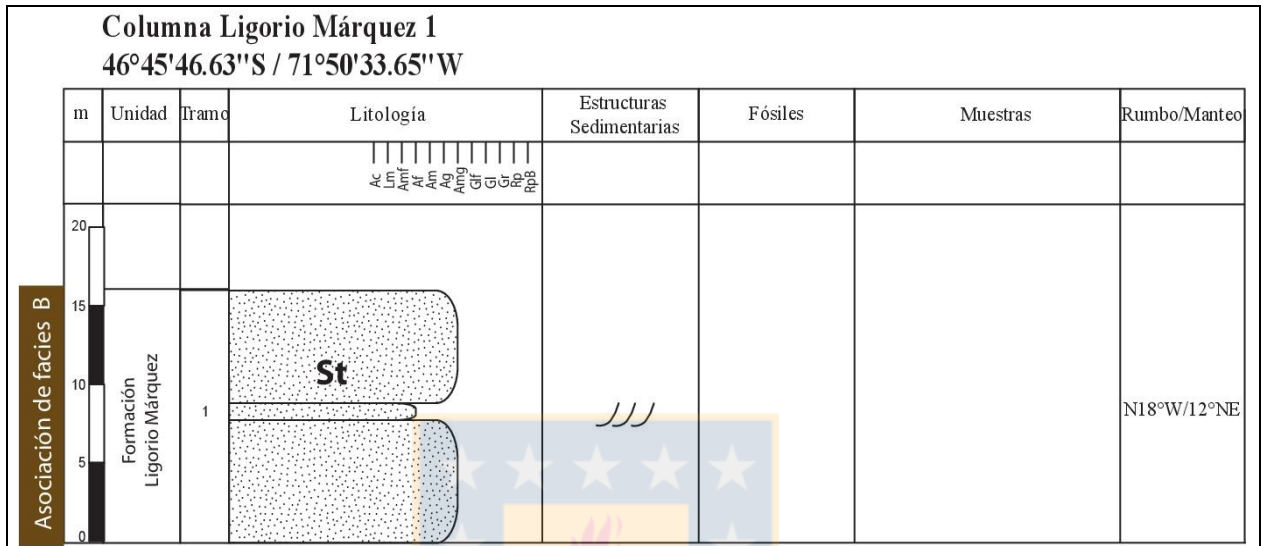 Columna Ligorio Márquez 1
46°45'46.63''S / 71°50'33.65''W
m Unidad Tramo Litología Estructuras Sedimentarias Fósiles Muestras Rumbo/Manteo
Ac Lm Amf Af Am Ag Amg Glf Gl Gr Rp RpB
20
15
10
5
0
Asociación de facies B
Formación
Ligorio Márquez
1
St
N18°W/12°NE